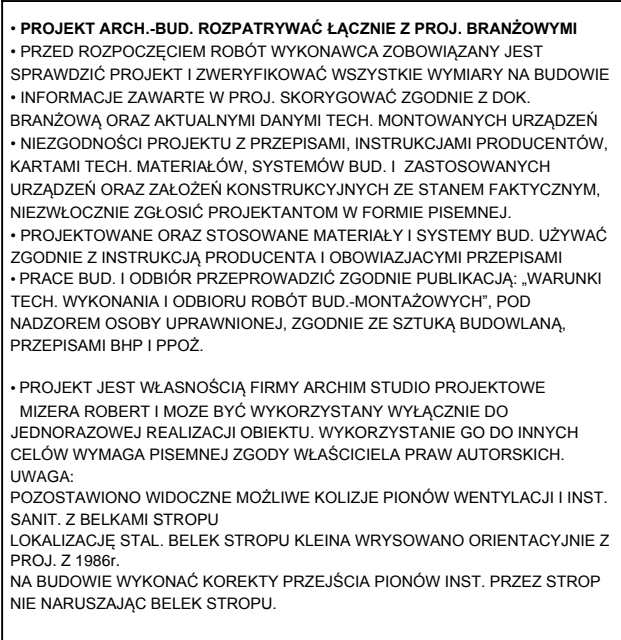 • PROJEKT ARCH.-BUD. ROZPATRYWAĆ ŁĄCZNIE Z PROJ. BRANŻOWYMI
• PRZED ROZPOCZĘCIEM ROBÓT WYKONAWCA ZOBOWIĄZANY JEST
SPRAWDZIĆ PROJEKT I ZWERYFIKOWAĆ WSZYSTKIE WYMIARY NA BUDOWIE
• INFORMACJE ZAWARTE W PROJ. SKORYGOWAĆ ZGODNIE Z DOK.
BRANŻOWĄ ORAZ AKTUALNYMI DANYMI TECH. MONTOWANYCH URZĄDZEŃ
• NIEZGODNOŚCI PROJEKTU Z PRZEPISAMI, INSTRUKCJAMI PRODUCENTÓW,
KARTAMI TECH. MATERIAŁÓW, SYSTEMÓW BUD. I ZASTOSOWANYCH
URZĄDZEŃ ORAZ ZAŁOŻEŃ KONSTRUKCYJNYCH ZE STANEM FAKTYCZNYM,
NIEZWŁOCZNIE ZGŁOSIĆ PROJEKTANTOM W FORMIE PISEMNEJ.
• PROJEKTOWANE ORAZ STOSOWANE MATERIAŁY I SYSTEMY BUD. UŻYWAĆ
ZGODNIE Z INSTRUKCJĄ PRODUCENTA I OBOWIAZJACYMI PRZEPISAMI
• PRACE BUD. I ODBIÓR PRZEPROWADZIĆ ZGODNIE PUBLIKACJĄ: „WARUNKI
TECH. WYKONANIA I ODBIORU ROBÓT BUD.-MONTAŻOWYCH”, POD
NADZOREM OSOBY UPRAWNIONEJ, ZGODNIE ZE SZTUKĄ BUDOWLANĄ,
PRZEPISAMI BHP I PPOŻ.
• PROJEKT JEST WŁASNOŚCIĄ FIRMY ARCHIM STUDIO PROJEKTOWE
MIZERA ROBERT I MOZE BYĆ WYKORZYSTANY WYŁĄCZNIE DO
JEDNORAZOWEJ REALIZACJI OBIEKTU. WYKORZYSTANIE GO DO INNYCH
CELÓW WYMAGA PISEMNEJ ZGODY WŁAŚCICIELA PRAW AUTORSKICH.
UWAGA:
POZOSTAWIONO WIDOCZNE MOŻLIWE KOLIZJE PIONÓW WENTYLACJI I INST.
SANIT. Z BELKAMI STROPU
LOKALIZACJĘ STAL. BELEK STROPU KLEINA WRYSOWANO ORIENTACYJNIE Z
PROJ. Z 1986r.
NA BUDOWIE WYKONAĆ KOREKTY PRZEJŚCIA PIONÓW INST. PRZEZ STROP
NIE NARUSZAJĄC BELEK STROPU.